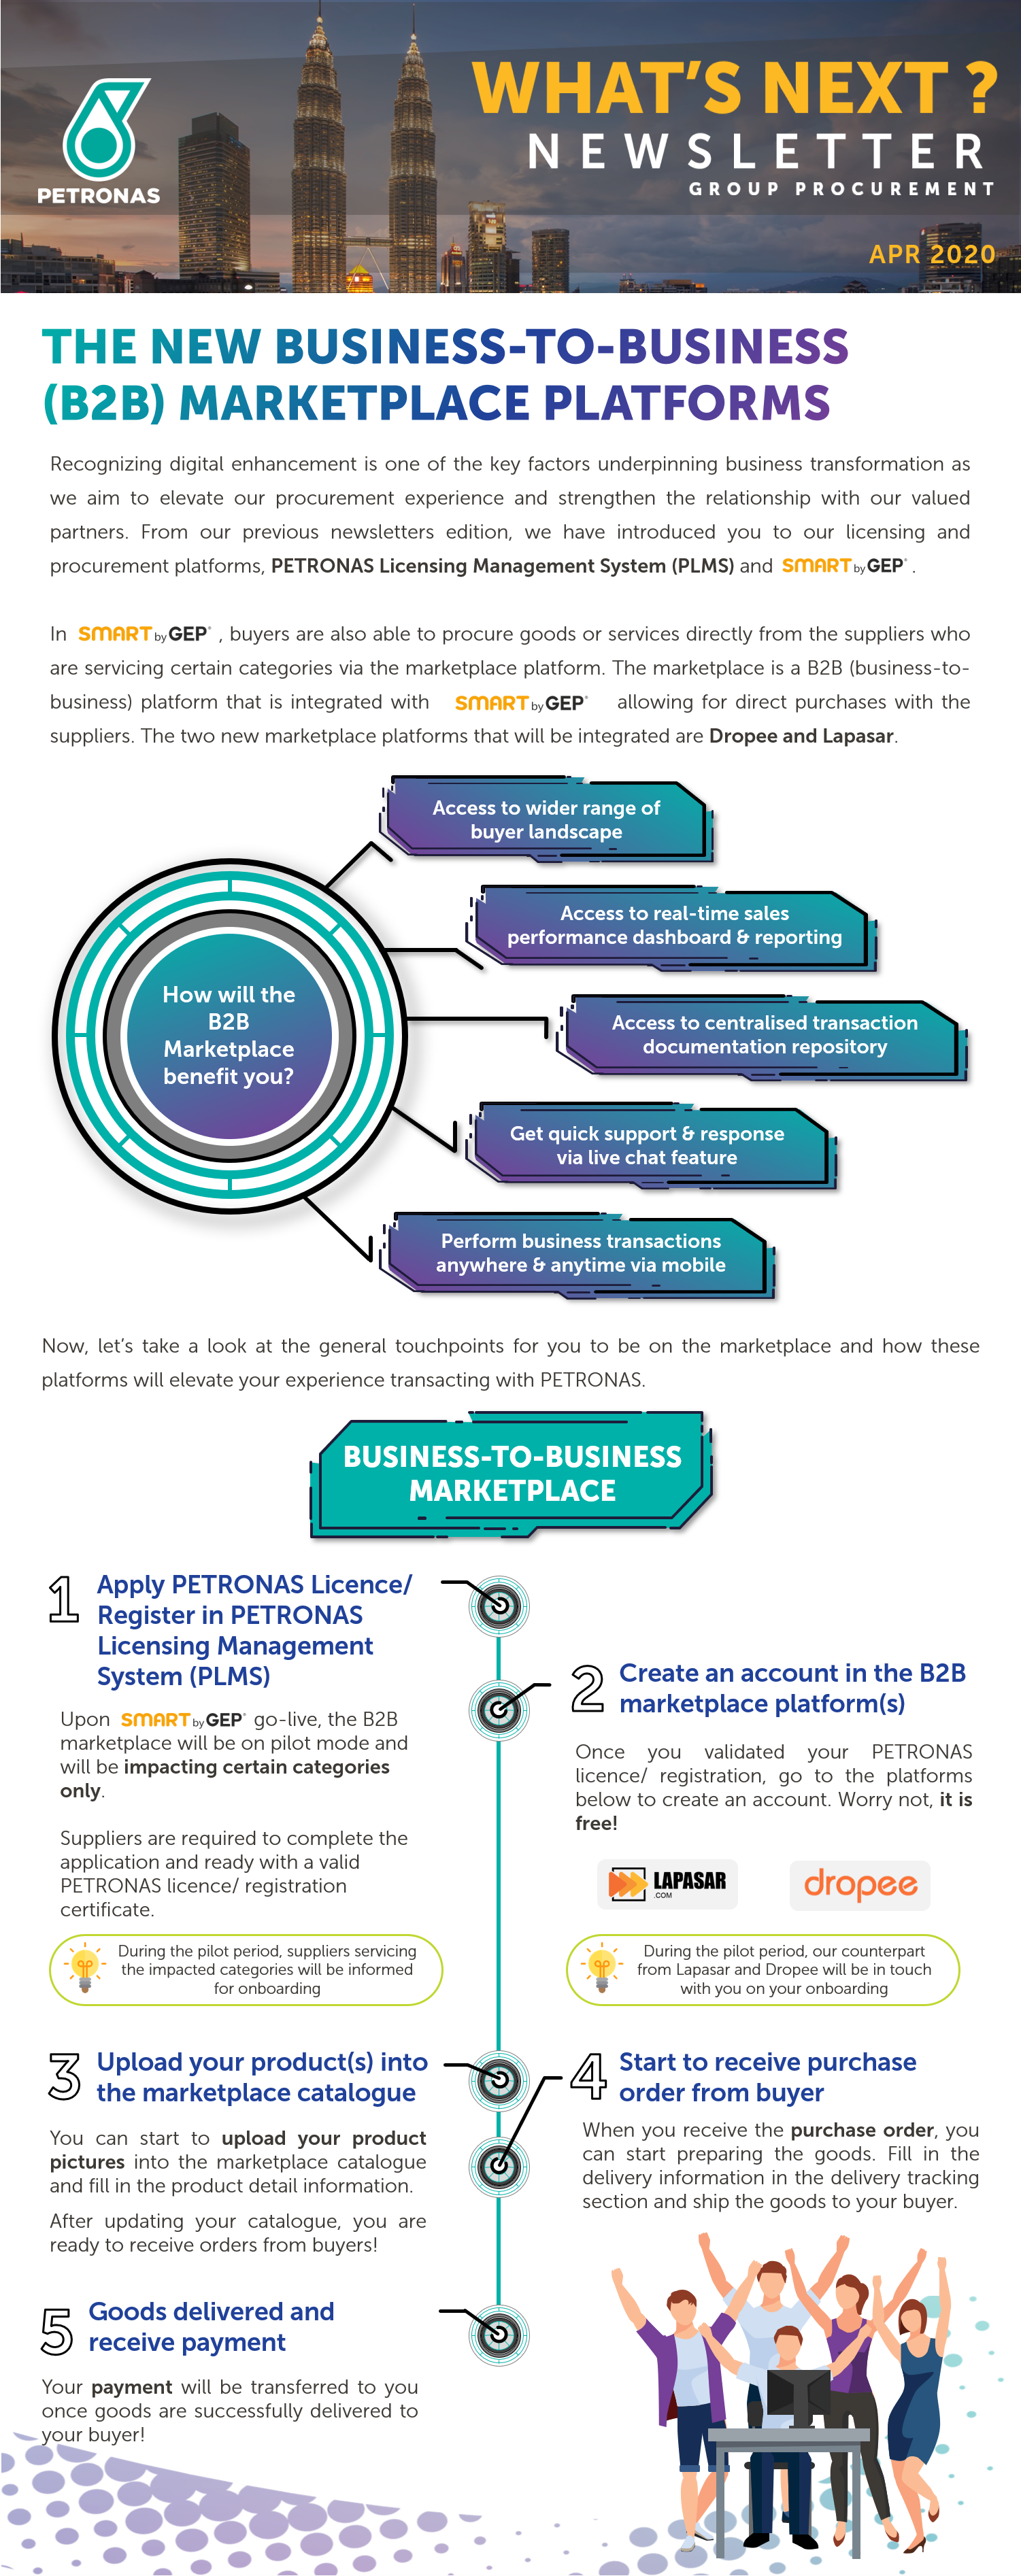 WHAT'S NEXT ?
NEWSLETTER
GROUP PROCUREMENT
PETRONAS
APR 2020
THE NEW BUSINESS-TO-BUSINESS
(B2B) MARKETPLACE PLATFORMS
Recognizing digital enhancement is one of the key factors underpinning business transformation as
we aim to elevate our procurement experience and strengthen the relationship with our valued
partners. From our previous newsletters edition, we have introduced you to our licensing and
procurement platforms, PETRONAS Licensing Management System (PLMS) and SMART by GEP® .
In SMART by GEP® , buyers are also able to procure goods or services directly from the suppliers who
are servicing certain categories via the marketplace platform. The marketplace is a B2B (business-to-
business) platform that is integrated with SMART by GEP® allowing for direct purchases with the
suppliers. The two new marketplace platforms that will be integrated are Dropee and Lapasar.
How will the
B2B
Marketplace
benefit you?
Access to wider range of
buyer landscape
Access to real-time sales
performance dashboard & reporting
Access to centralised transaction
documentation repository
Get quick support & response
via live chat feature
Perform business transactions
anywhere & anytime via mobile
Now, let's take a look at the general touchpoints for you to be on the marketplace and how these
platforms will elevate your experience transacting with PETRONAS.
BUSINESS-TO-BUSINESS
MARKETPLACE
1 Apply PETRONAS Licence/
Register in PETRONAS
Licensing Management
System (PLMS)
Upon SMART by GEP® go-live, the B2B
marketplace will be on pilot mode and
will be impacting certain categories
only.
Suppliers are required to complete the
application and ready with a valid
PETRONAS licence/ registration
certificate.
During the pilot period, suppliers servicing
the impacted categories will be informed
for onboarding
2 Create an account in the B2B
marketplace platform(s)
Once you validated your PETRONAS
licence/ registration, go to the platforms
below to create an account. Worry not, it is
free!
LAPASAR
.COM
dropee
During the pilot period, our counterpart
from Lapasar and Dropee will be in touch
with you on your onboarding
3 Upload your product(s) into
the marketplace catalogue
You can start to upload your product
pictures into the marketplace catalogue
and fill in the product detail information.
After updating your catalogue, you are
ready to receive orders from buyers!
4 Start to receive purchase
order from buyer
When you receive the purchase order, you
can start preparing the goods. Fill in the
delivery information in the delivery tracking
section and ship the goods to your buyer.
5 Goods delivered and
receive payment
Your payment will be transferred to you
once goods are successfully delivered to
your buyer!